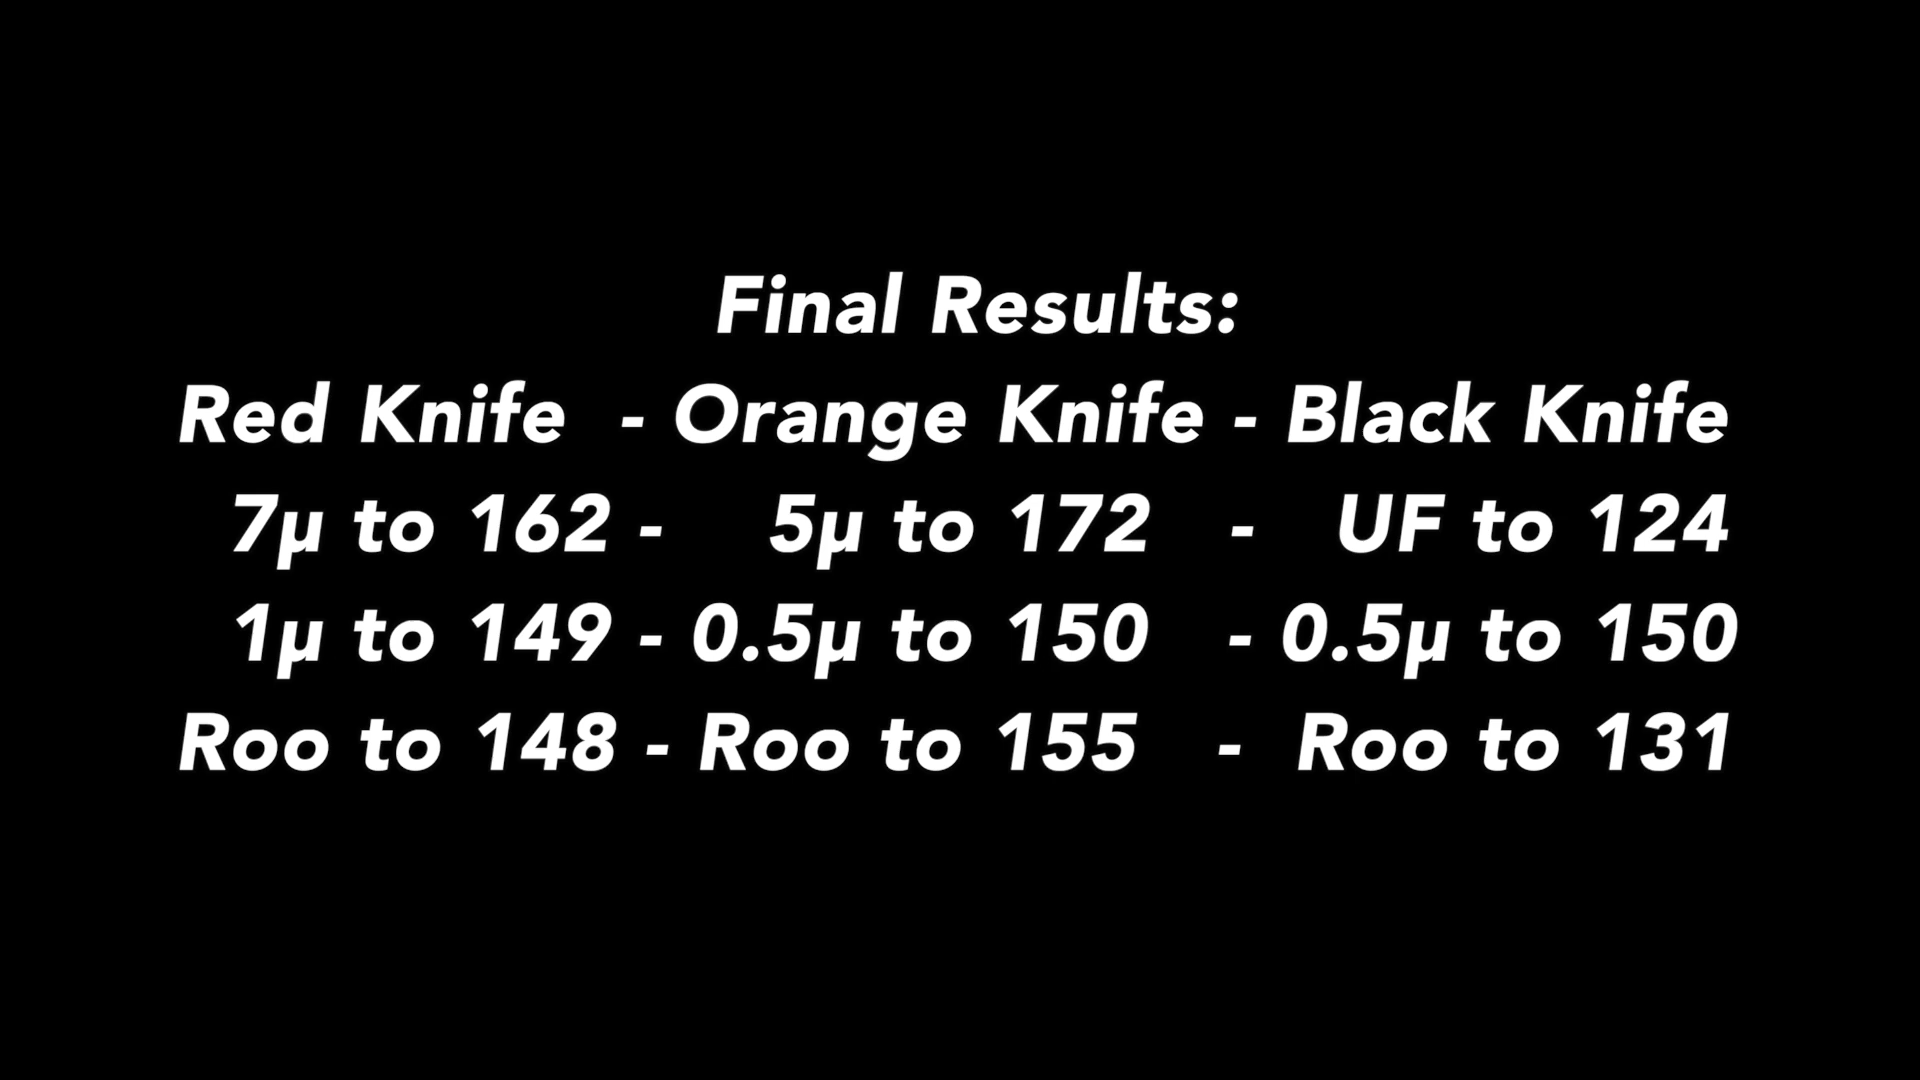 Final Results:
Red Knife - Orange Knife - Black Knife
7µ to 162 - 5µ to 172 - UF to 124
1µ to 149 - 0.5µ to 150 - 0.5µ to 150
Roo to 148 - Roo to 155 - Roo to 131